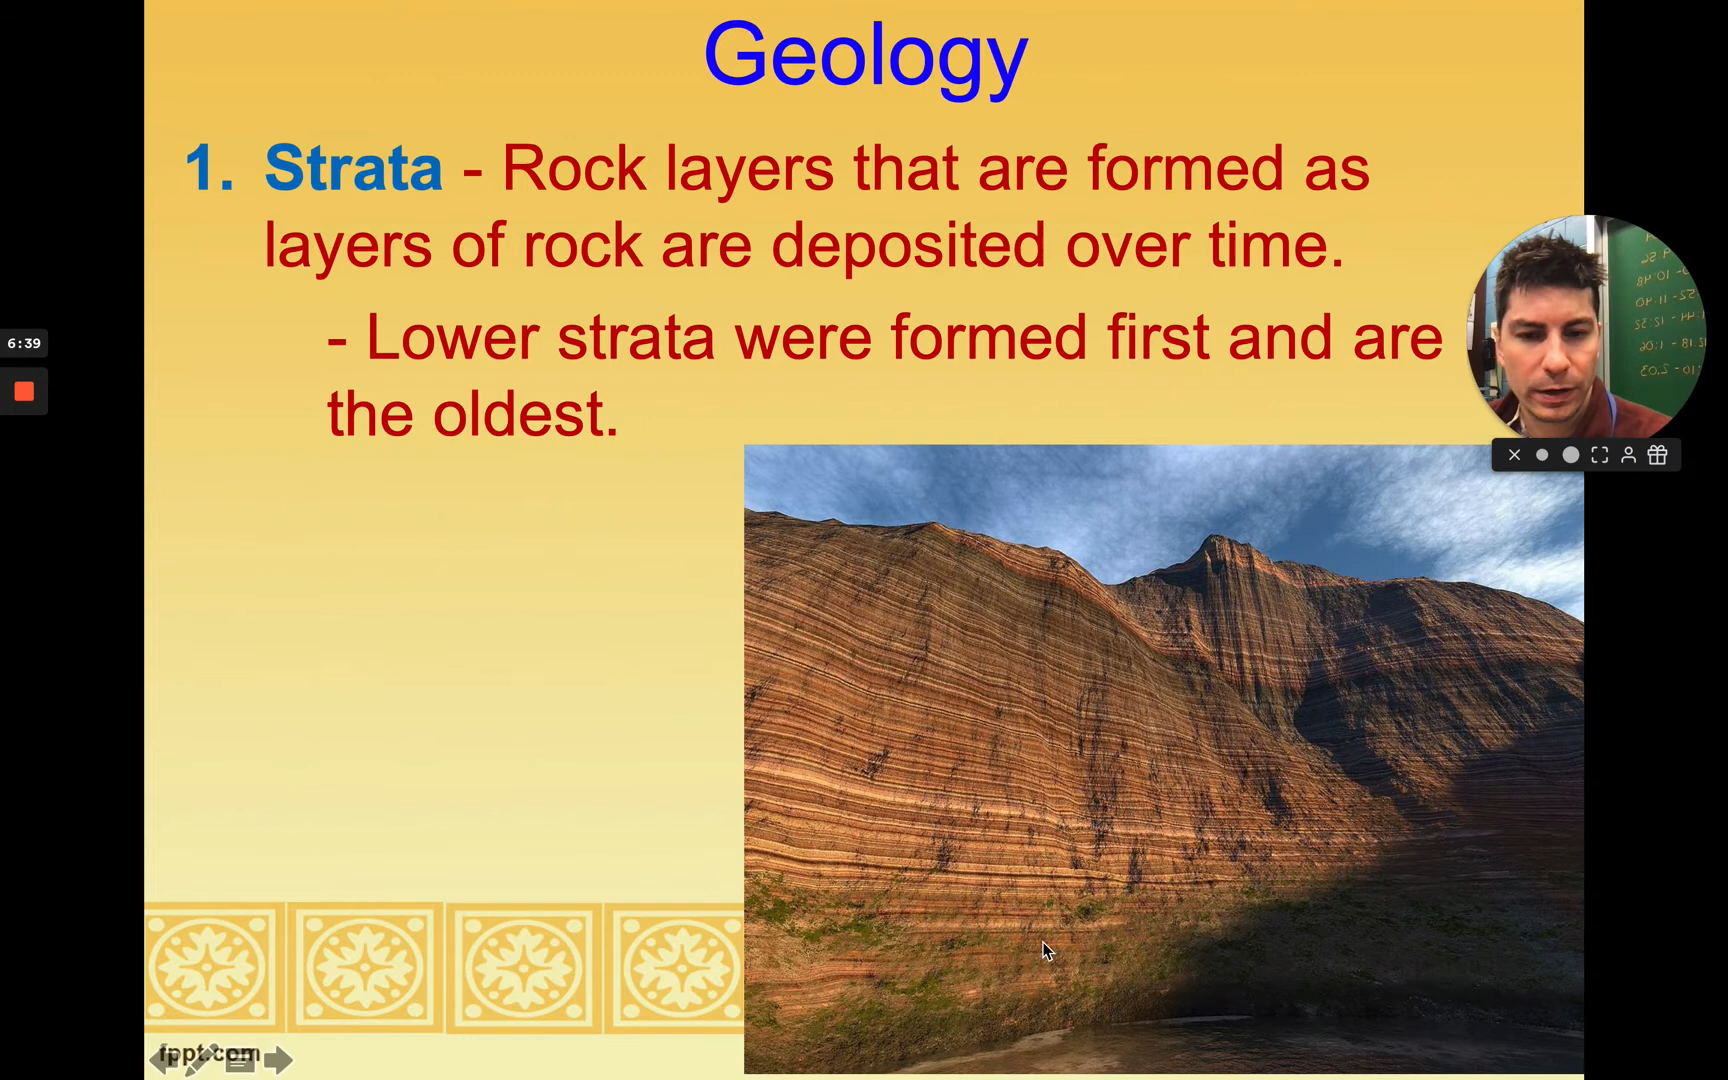 Geology
1. Strata - Rock layers that are formed as
layers of rock are deposited over time.
- Lower strata were formed first and are
the oldest.
6:39
fppt.com